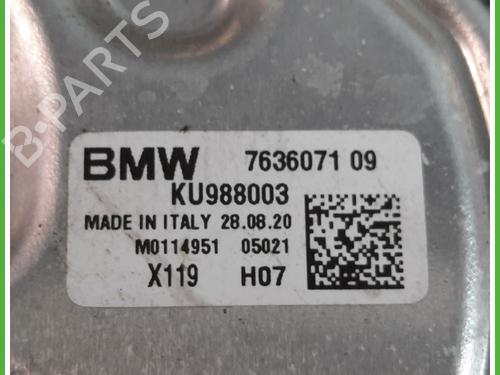 B-PARTS
BMW 7636071 09
KU988003
MADE IN ITALY 28.08.20
M0114951 05021
X119 H07